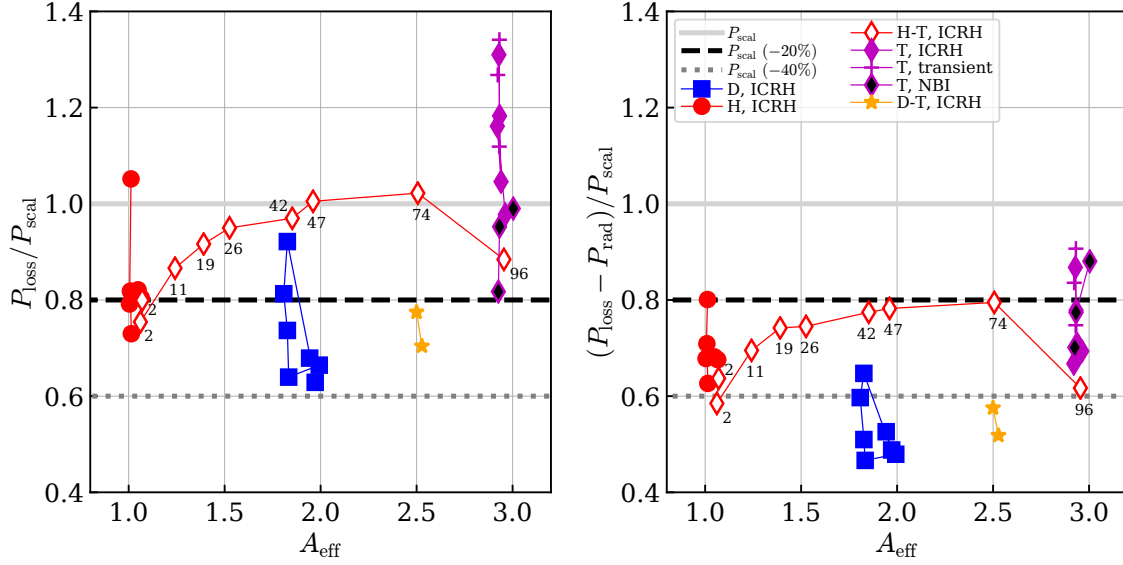 1.4
1.2
1.0
0.8
0.6
0.4
P_loss/P_scal
42
2
2
11
19
26
47
74
96
1.0 1.5 2.0 2.5 3.0
A_eff
1.4
1.2
1.0
0.8
0.6
0.4
(P_loss − P_rad)/P_scal
P_scal
P_scal (−20%)
P_scal (−40%)
D, ICRH
H, ICRH
H-T, ICRH
T, ICRH
T, transient
T, NBI
D-T, ICRH
2
2
11
19
26
42
47
74
96
1.0 1.5 2.0 2.5 3.0
A_eff